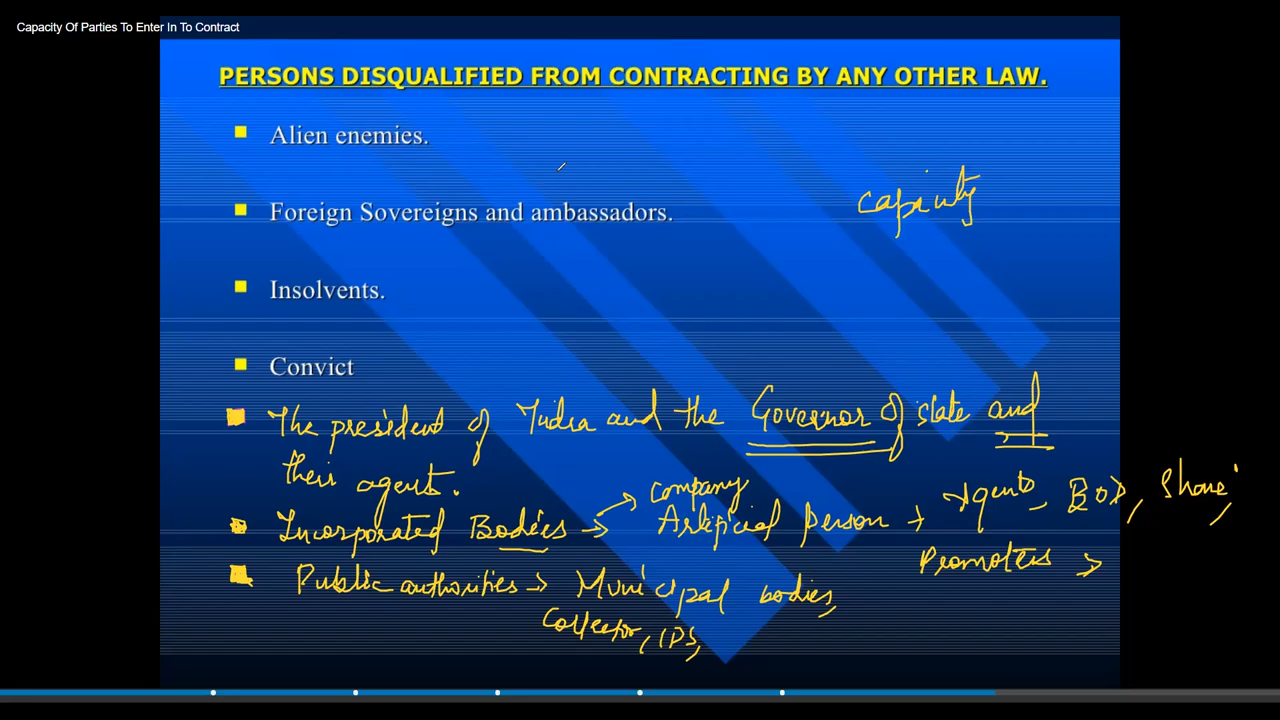 Capacity Of Parties To Enter In To Contract
PERSONS DISQUALIFIED FROM CONTRACTING BY ANY OTHER LAW.
Alien enemies.
Foreign Sovereigns and ambassadors.
capacity
Insolvents.
Convict
The president of India and the Governor of state and
their agent.
Incorporated Bodies → Company
Artificial person → Agents, BOD,
Promoters →
Public authorities → Municipal bodies,
Collector, IPS,